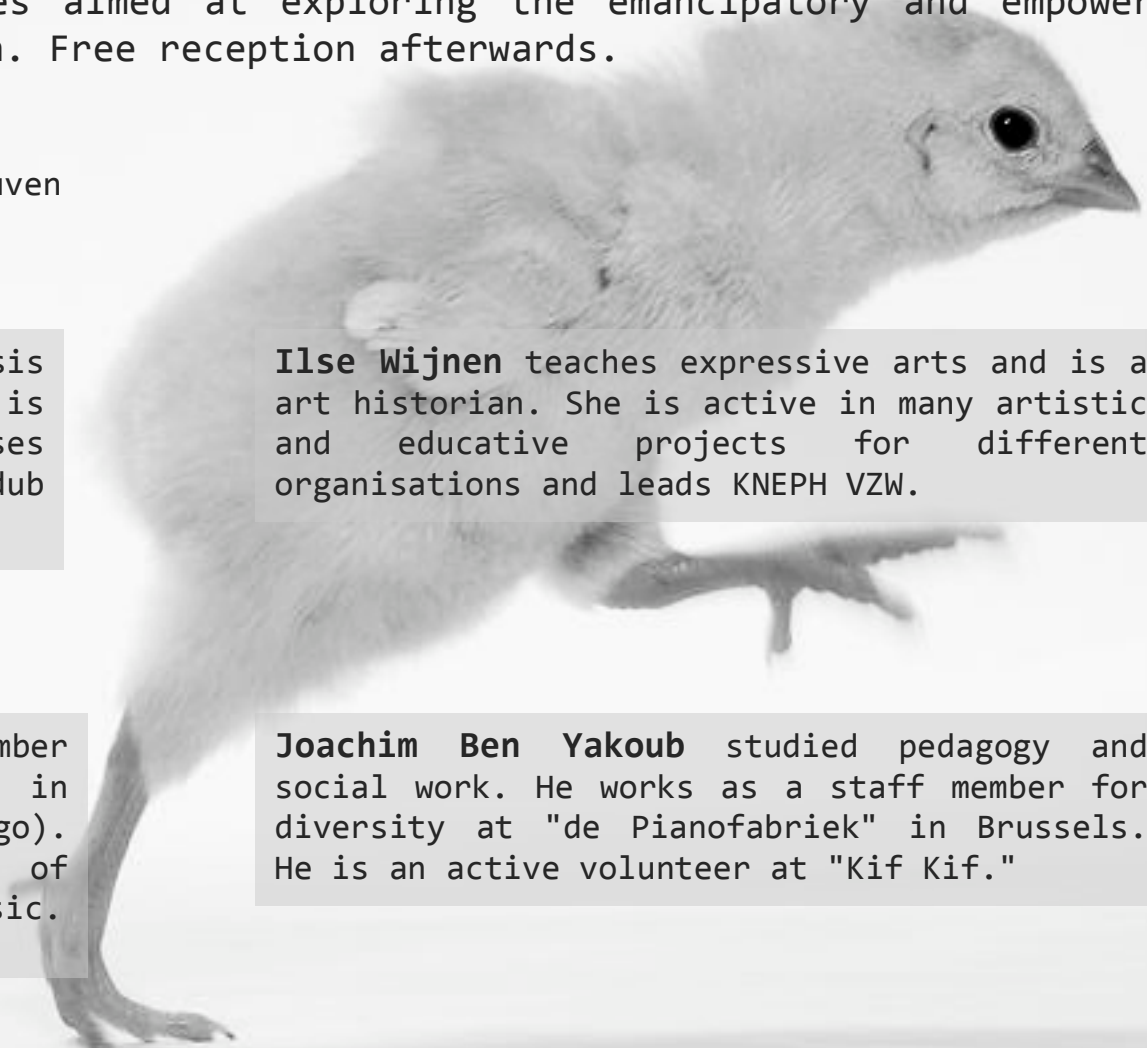 es aimed at exploring the emancipatory and empower
. Free reception afterwards.
uven
sis
is
ses
dub
Ilse Wijnen teaches expressive arts and is a
art historian. She is active in many artistic
and educative projects for different
organisations and leads KNEPH VZW.
mber
in
go).
of
sic.
Joachim Ben Yakoub studied pedagogy and
social work. He works as a staff member for
diversity at "de Pianofabriek" in Brussels.
He is an active volunteer at "Kif Kif."